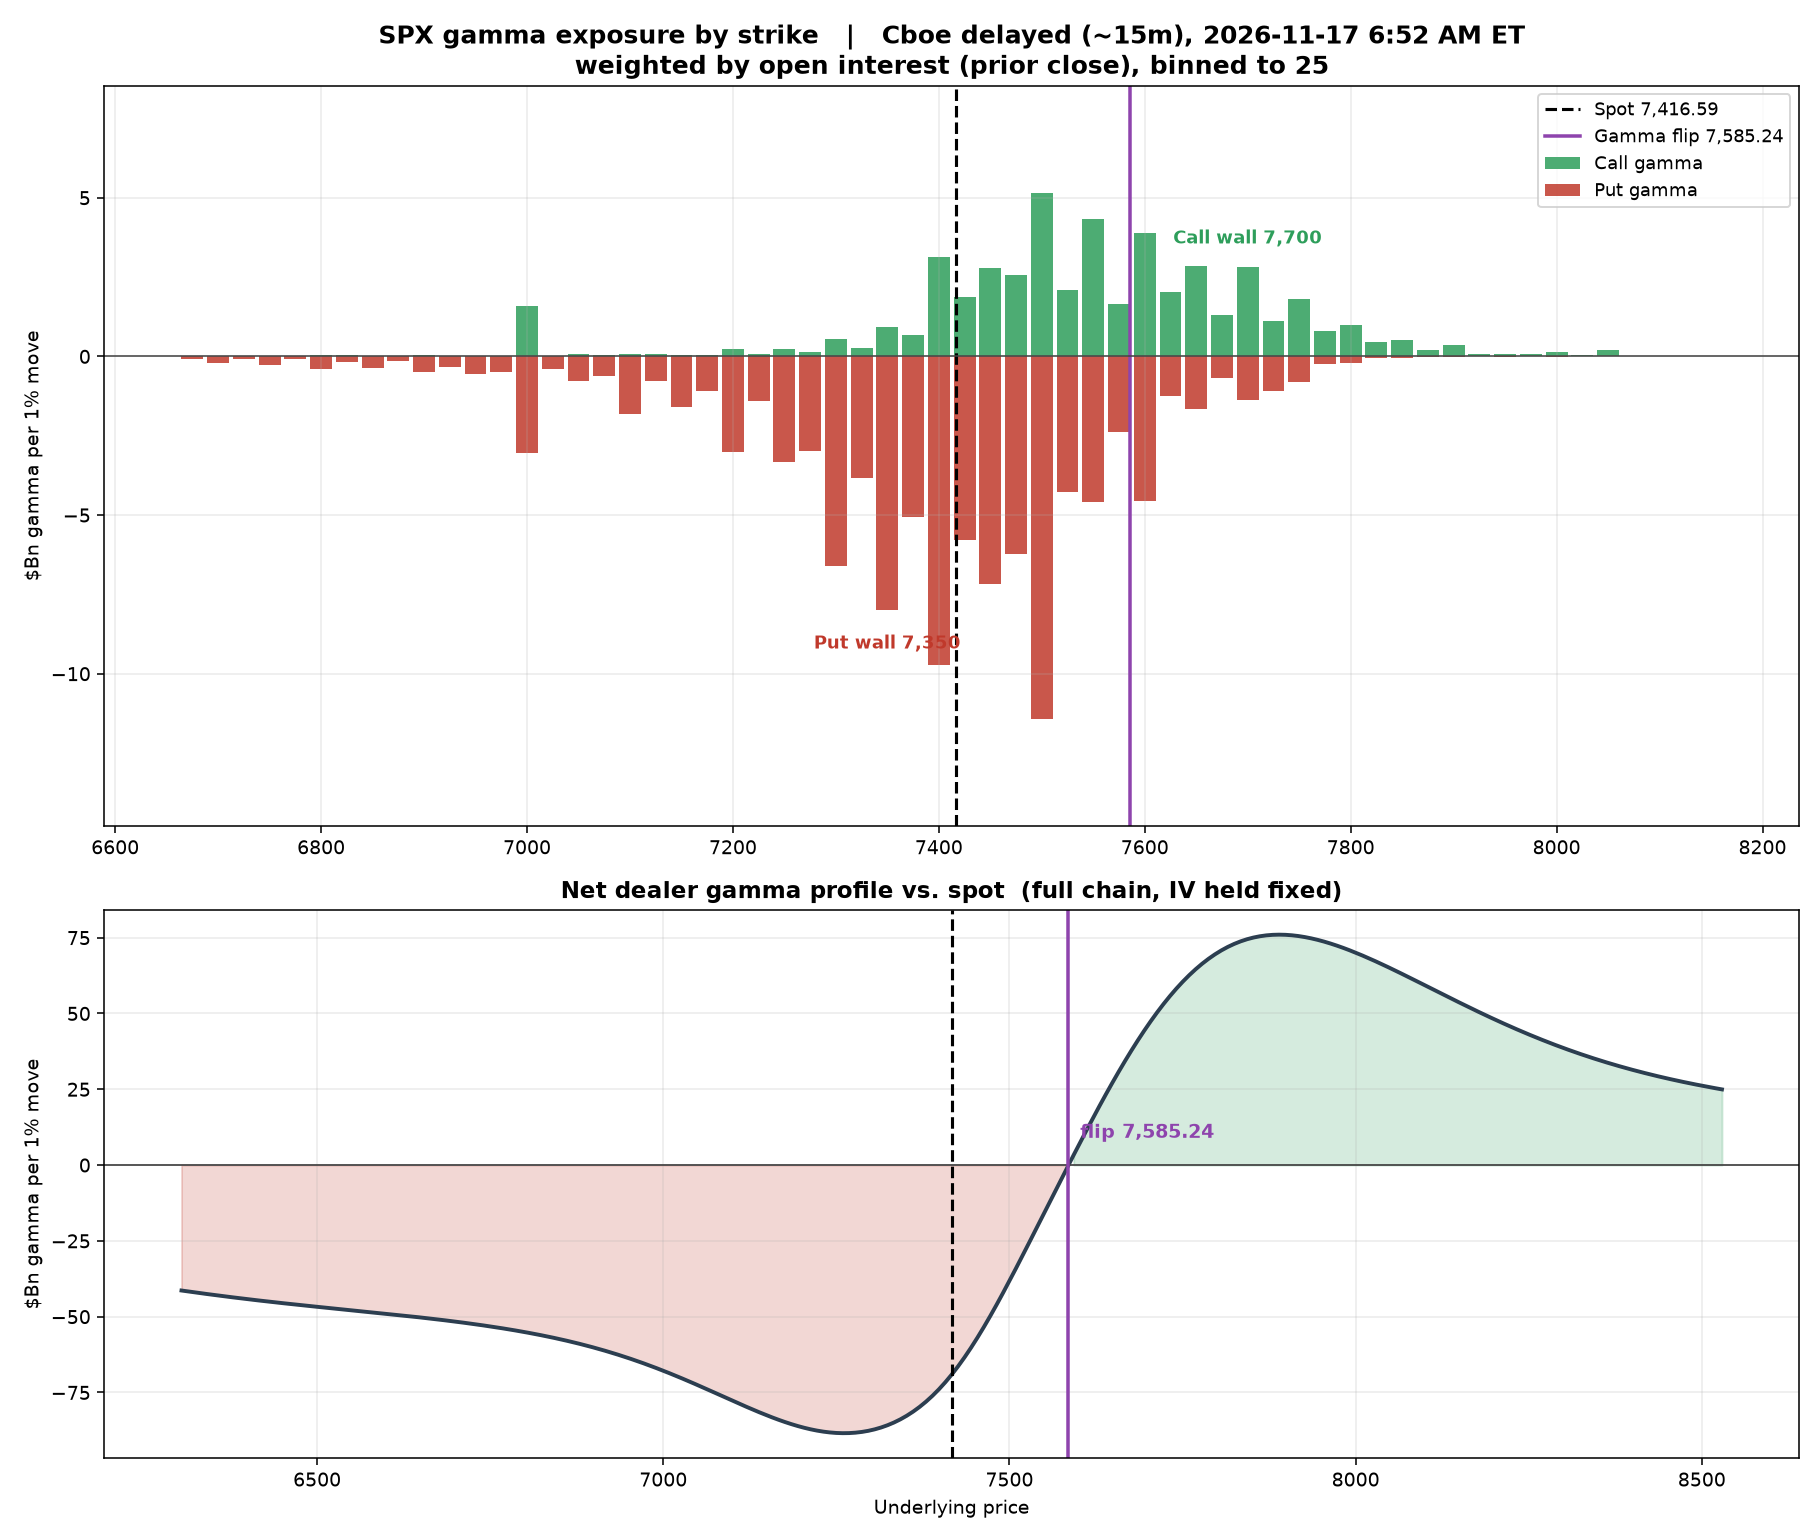 SPX gamma exposure by strike | Cboe delayed (~15m), 2026-11-17 6:52 AM ET
weighted by open interest (prior close), binned to 25
Spot 7,416.59
Gamma flip 7,585.24
Call gamma
Put gamma
Call wall 7,700
Put wall 7,350
$Bn gamma per 1% move
5
0
−5
−10
6600 6800 7000 7200 7400 7600 7800 8000 8200
Net dealer gamma profile vs. spot (full chain, IV held fixed)
flip 7,585.24
$Bn gamma per 1% move
75
50
25
0
−25
−50
−75
6500 7000 7500 8000 8500
Underlying price